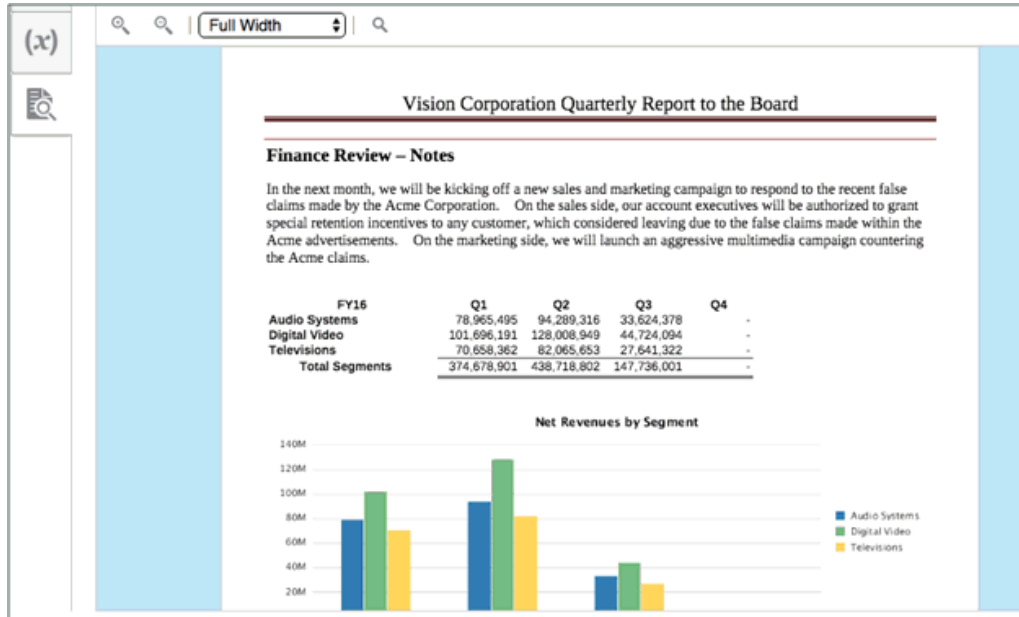 (x)
Full Width
Vision Corporation Quarterly Report to the Board
Finance Review – Notes
In the next month, we will be kicking off a new sales and marketing campaign to respond to the recent false
claims made by the Acme Corporation. On the sales side, our account executives will be authorized to grant
special retention incentives to any customer, which considered leaving due to the false claims made within the
Acme advertisements. On the marketing side, we will launch an aggressive multimedia campaign countering
the Acme claims.
FY16 Q1 Q2 Q3 Q4
Audio Systems 78,965,495 94,289,316 33,624,378 -
Digital Video 101,696,191 128,008,949 44,724,094 -
Televisions 70,658,362 82,065,653 27,641,322 -
Total Segments 374,678,901 438,718,802 147,736,001 -
Net Revenues by Segment
140M
120M
100M
80M
60M
40M
20M
Audio Systems
Digital Video
Televisions